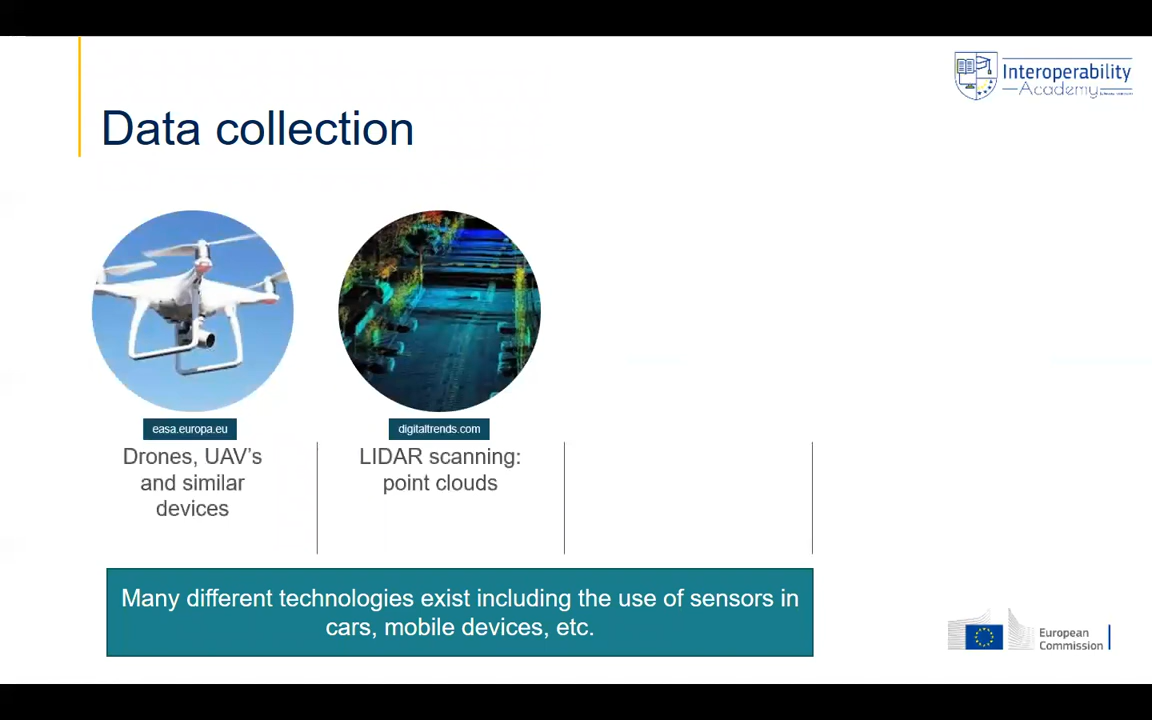 Interoperability
Academy
Data collection
easa.europa.eu
digitaltrends.com
Drones, UAV's
and similar
devices
LIDAR scanning:
point clouds
Many different technologies exist including the use of sensors in
cars, mobile devices, etc.
European
Commission